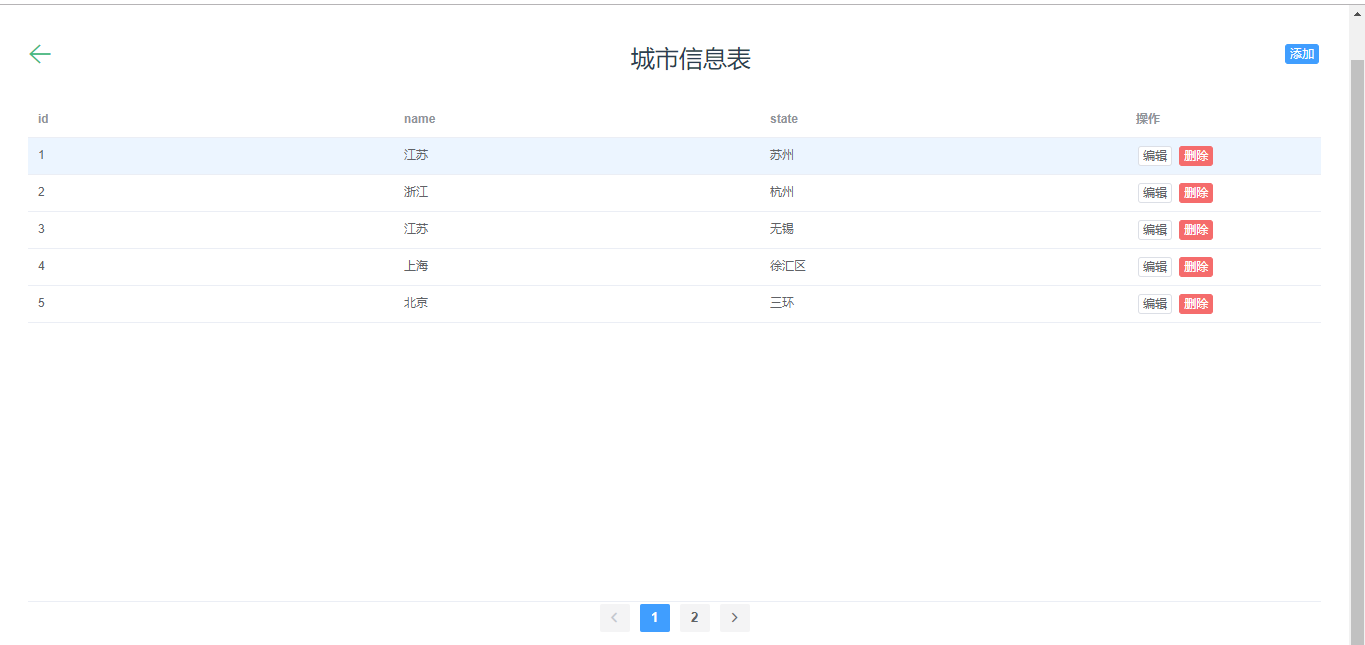 城市信息表 添加
id name state 操作
1 江苏 苏州 编辑 删除
2 浙江 杭州 编辑 删除
3 江苏 无锡 编辑 删除
4 上海 徐汇区 编辑 删除
5 北京 三环 编辑 删除
1 2